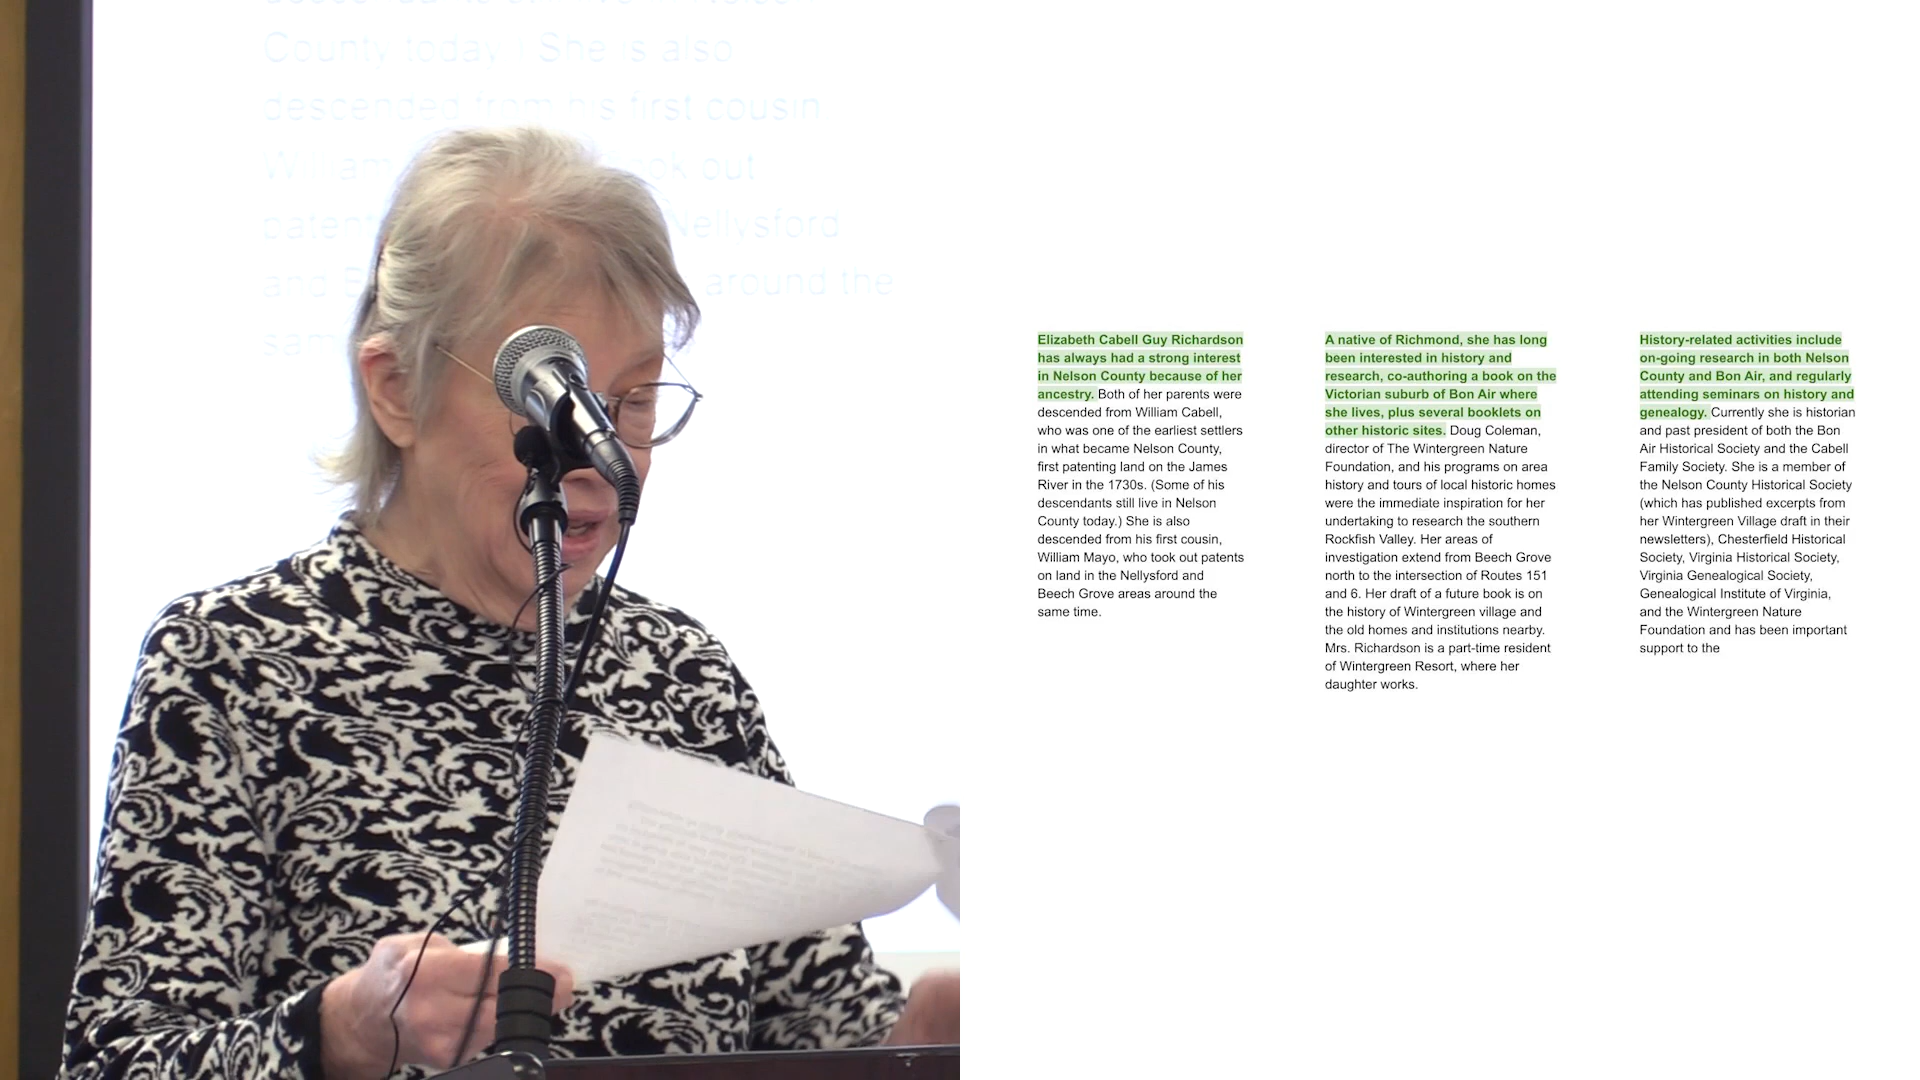 County today.) She is also
descended from his first cousin,
William ok out
patent Nellysford
and B around the
sam
Elizabeth Cabell Guy Richardson
has always had a strong interest
in Nelson County because of her
ancestry. Both of her parents were
descended from William Cabell,
who was one of the earliest settlers
in what became Nelson County,
first patenting land on the James
River in the 1730s. (Some of his
descendants still live in Nelson
County today.) She is also
descended from his first cousin,
William Mayo, who took out patents
on land in the Nellysford and
Beech Grove areas around the
same time.
A native of Richmond, she has long
been interested in history and
research, co-authoring a book on the
Victorian suburb of Bon Air where
she lives, plus several booklets on
other historic sites. Doug Coleman,
director of The Wintergreen Nature
Foundation, and his programs on area
history and tours of local historic homes
were the immediate inspiration for her
undertaking to research the southern
Rockfish Valley. Her areas of
investigation extend from Beech Grove
north to the intersection of Routes 151
and 6. Her draft of a future book is on
the history of Wintergreen village and
the old homes and institutions nearby.
Mrs. Richardson is a part-time resident
of Wintergreen Resort, where her
daughter works.
History-related activities include
on-going research in both Nelson
County and Bon Air, and regularly
attending seminars on history and
genealogy. Currently she is historian
and past president of both the Bon
Air Historical Society and the Cabell
Family Society. She is a member of
the Nelson County Historical Society
(which has published excerpts from
her Wintergreen Village draft in their
newsletters), Chesterfield Historical
Society, Virginia Historical Society,
Virginia Genealogical Society,
Genealogical Institute of Virginia,
and the Wintergreen Nature
Foundation and has been important
support to the